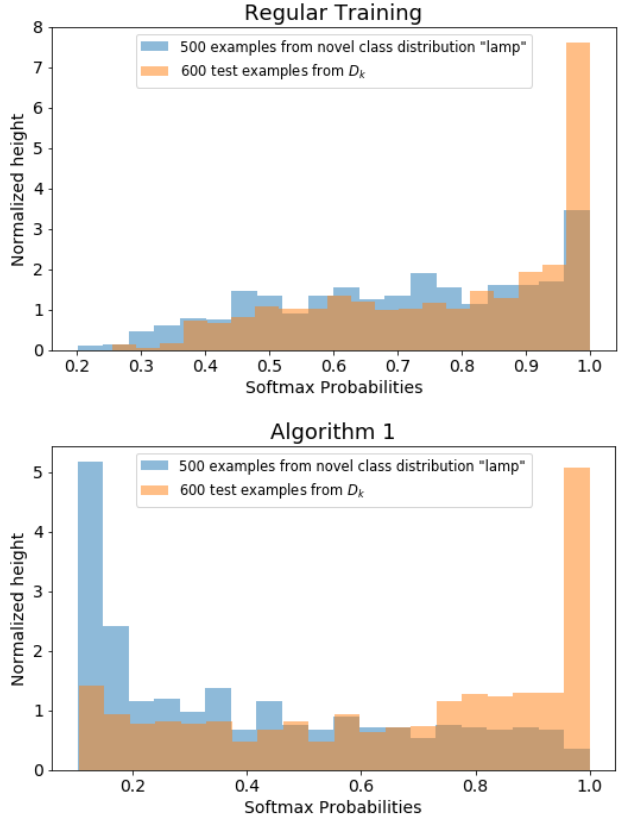 Regular Training
500 examples from novel class distribution "lamp"
600 test examples from D_k
Normalized height
8
7
6
5
4
3
2
1
0
0.2 0.3 0.4 0.5 0.6 0.7 0.8 0.9 1.0
Softmax Probabilities
Algorithm 1
500 examples from novel class distribution "lamp"
600 test examples from D_k
Normalized height
5
4
3
2
1
0
0.2 0.4 0.6 0.8 1.0
Softmax Probabilities